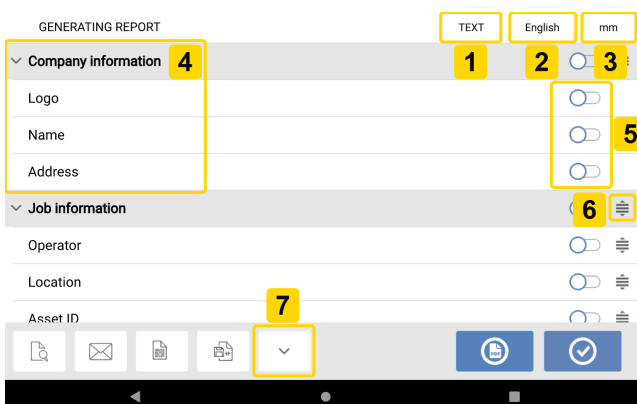 GENERATING REPORT TEXT English mm
1 2 3
Company information 4
Logo
Name 5
Address
Job information 6
Operator
Location
7
Asset ID
PDF